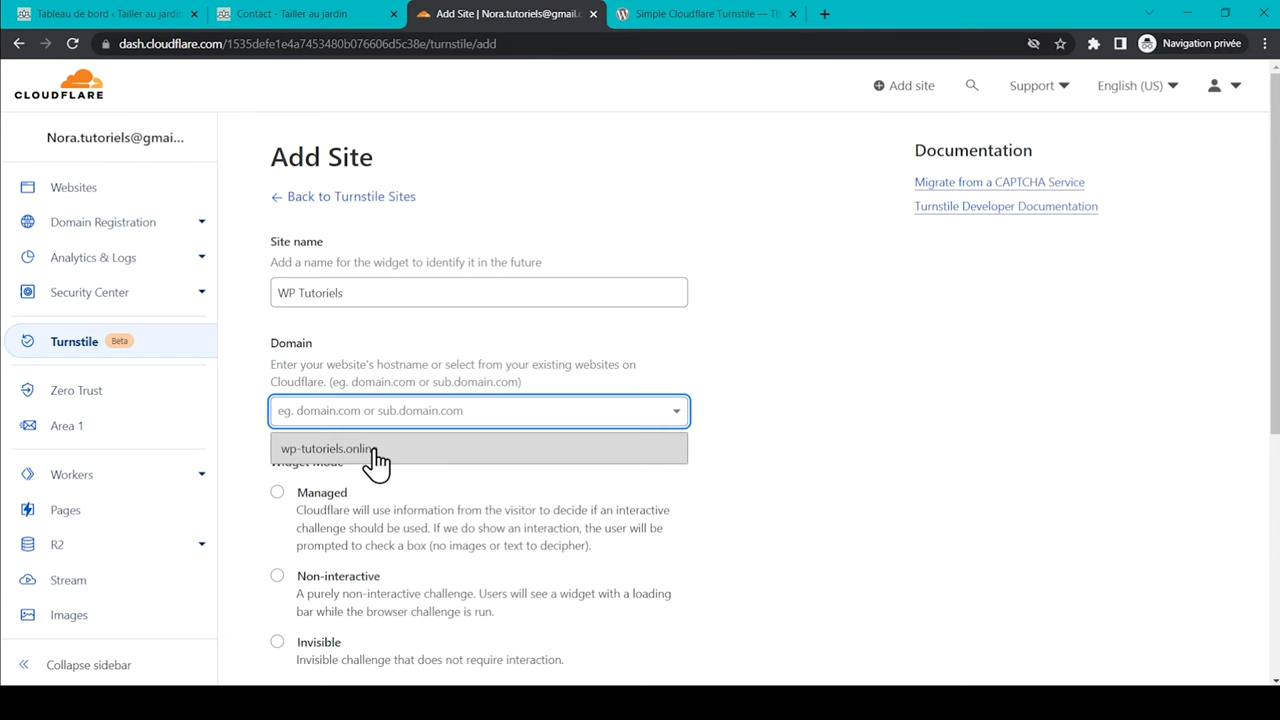 Tableau de bord ‹ Tailler au jardin
Contact - Tailler au jardin
Add Site | Nora.tutoriels@gmail.c
Simple Cloudflare Turnstile — Th
dash.cloudflare.com/1535defe1e4a7453480b076606d5c38e/turnstile/add
Navigation privée
CLOUDFLARE
Add site
Support
English (US)
Nora.tutoriels@gmai...
Websites
Domain Registration
Analytics & Logs
Security Center
Turnstile Beta
Zero Trust
Area 1
Workers
Pages
R2
Stream
Images
Collapse sidebar
Add Site
← Back to Turnstile Sites
Site name
Add a name for the widget to identify it in the future
WP Tutoriels
Domain
Enter your website's hostname or select from your existing websites on
Cloudflare. (eg. domain.com or sub.domain.com)
eg. domain.com or sub.domain.com
wp-tutoriels.online
Widget Mode
Managed
Cloudflare will use information from the visitor to decide if an interactive
challenge should be used. If we do show an interaction, the user will be
prompted to check a box (no images or text to decipher).
Non-interactive
A purely non-interactive challenge. Users will see a widget with a loading
bar while the browser challenge is run.
Invisible
Invisible challenge that does not require interaction.
Documentation
Migrate from a CAPTCHA Service
Turnstile Developer Documentation